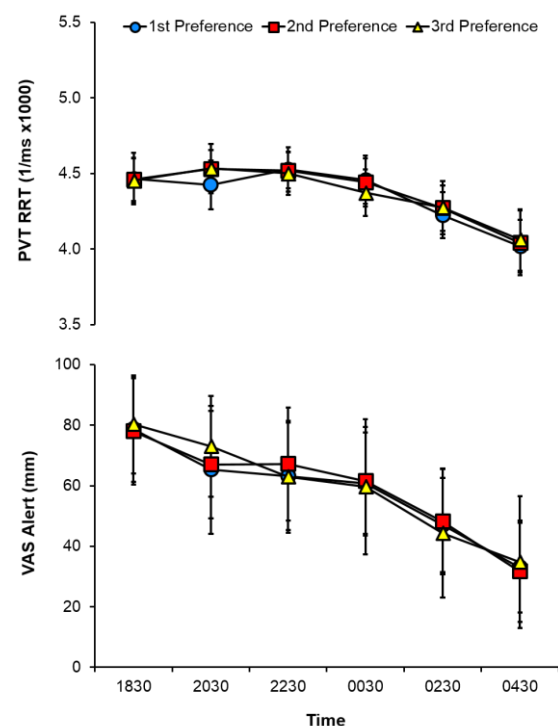 1st Preference 2nd Preference 3rd Preference
PVT RRT (1/ms x1000)
5.5
5.0
4.5
4.0
3.5
VAS Alert (mm)
100
80
60
40
20
0
1830 2030 2230 0030 0230 0430
Time